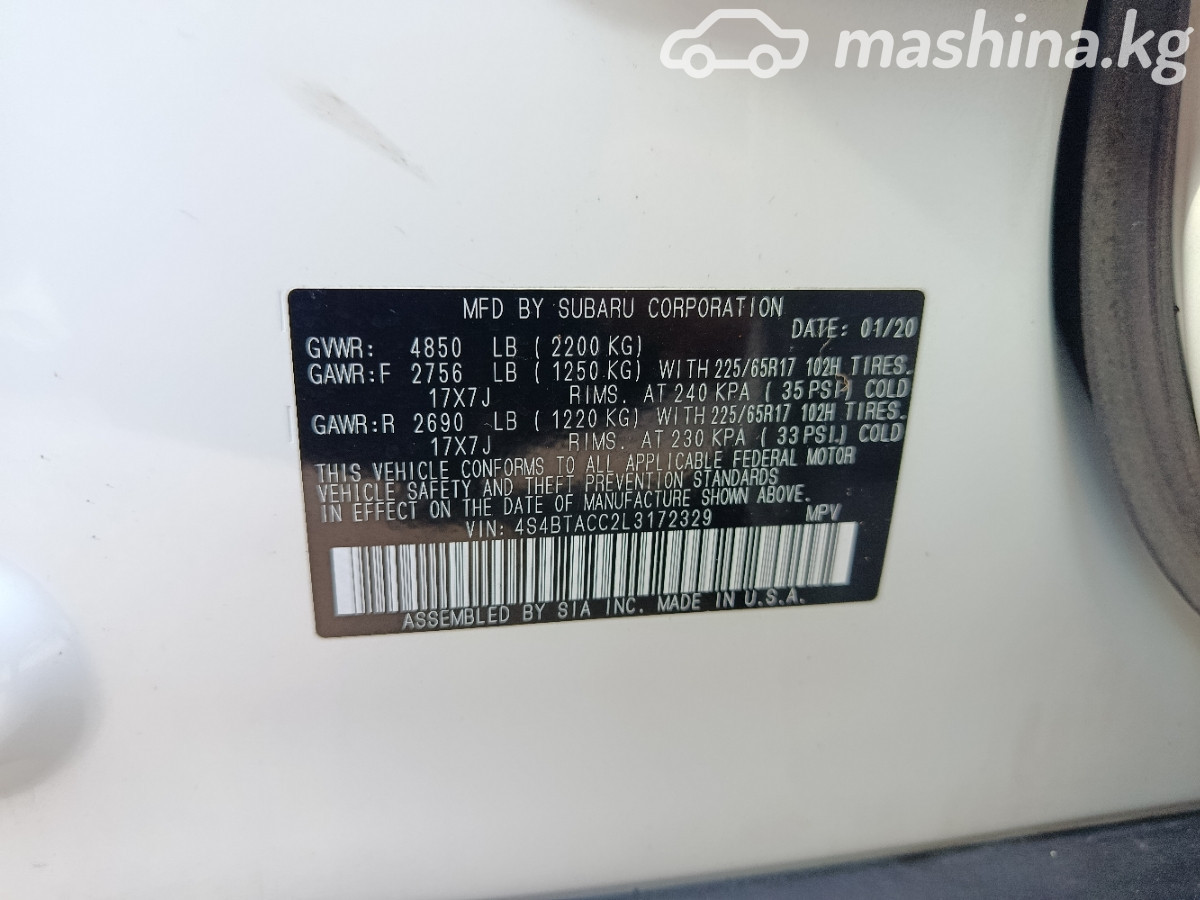 mashina.kg
MFD BY SUBARU CORPORATION
DATE: 01/20
GVWR: 4850 LB ( 2200 KG)
GAWR:F 2756 LB ( 1250 KG) WITH 225/65R17 102H TIRES.
17X7J RIMS. AT 240 KPA ( 35 PSI) COLD
GAWR:R 2690 LB ( 1220 KG) WITH 225/65R17 102H TIRES.
17X7J RIMS. AT 230 KPA ( 33 PSI.) COLD
THIS VEHICLE CONFORMS TO ALL APPLICABLE FEDERAL MOTOR
VEHICLE SAFETY AND THEFT PREVENTION STANDARDS
IN EFFECT ON THE DATE OF MANUFACTURE SHOWN ABOVE.
VIN: 4S4BTACC2L3172329 MPV
ASSEMBLED BY SIA INC. MADE IN U.S.A.